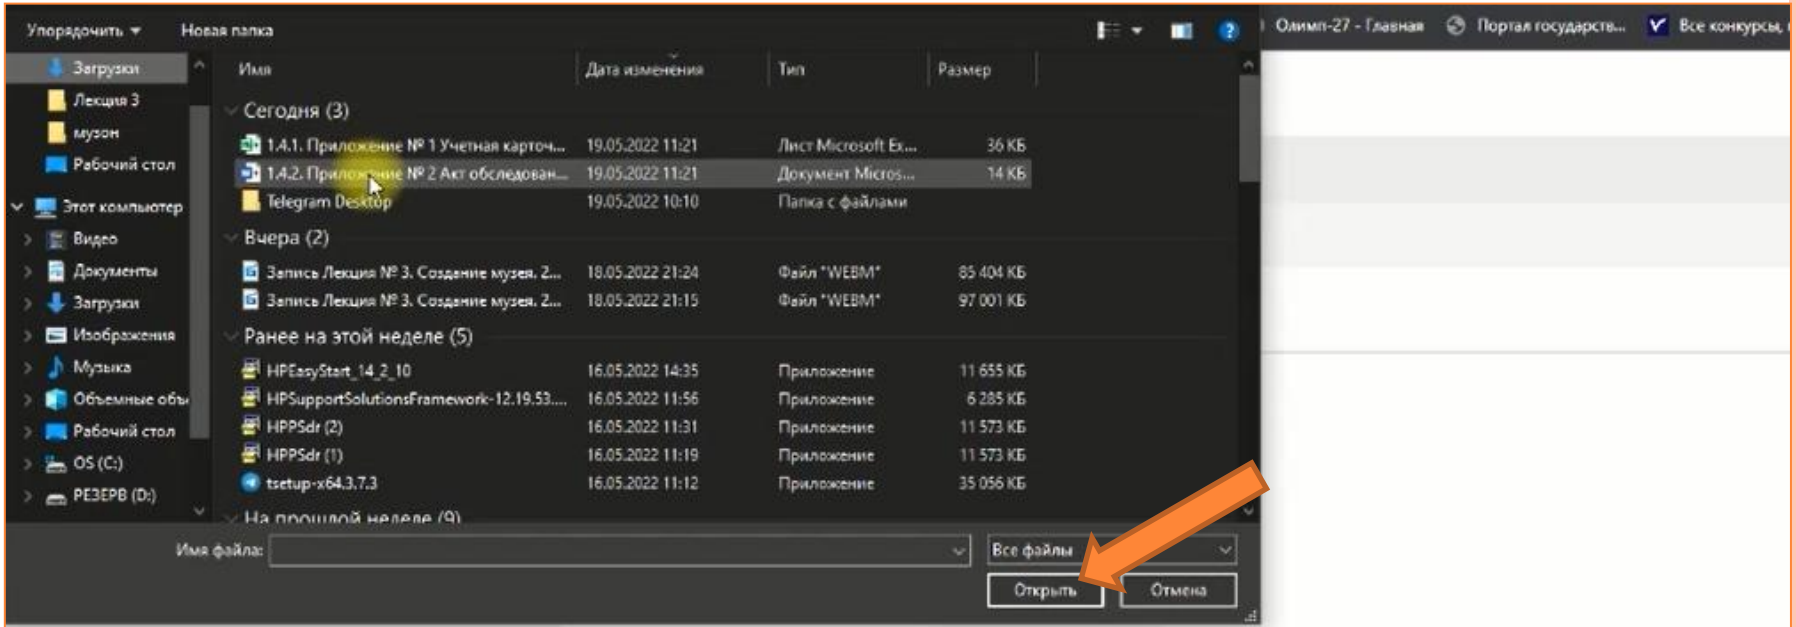 Упорядочить Новая папка
Олимп-27 - Главная Портал государств... Все конкурсы,
Загрузки
Лекция 3
музон
Рабочий стол
Этот компьютер
Видео
Документы
Загрузки
Изображения
Музыка
Объемные объ
Рабочий стол
OS (C:)
РЕЗЕРВ (D:)
Имя Дата изменения Тип Размер
Сегодня (3)
1.4.1. Приложение № 1 Учетная карточ... 19.05.2022 11:21 Лист Microsoft Ex... 36 КБ
1.4.2. Приложение № 2 Акт обследован... 19.05.2022 11:21 Документ Micros... 14 КБ
Telegram Desktop 19.05.2022 10:10 Папка с файлами
Вчера (2)
Запись Лекция № 3. Создание музея. 2... 18.05.2022 21:24 Файл "WEBM" 85 404 КБ
Запись Лекция № 3. Создание музея. 2... 18.05.2022 21:15 Файл "WEBM" 97 001 КБ
Ранее на этой неделе (5)
HPEasyStart_14_2_10 16.05.2022 14:35 Приложение 11 655 КБ
HPSupportSolutionsFramework-12.19.53.... 16.05.2022 11:56 Приложение 6 285 КБ
HPPSdr (2) 16.05.2022 11:31 Приложение 11 573 КБ
HPPSdr (1) 16.05.2022 11:19 Приложение 11 573 КБ
tsetup-x64.3.7.3 16.05.2022 11:12 Приложение 35 056 КБ
На прошлой неделе (9)
Имя файла: Все файлы
Открыть Отмена